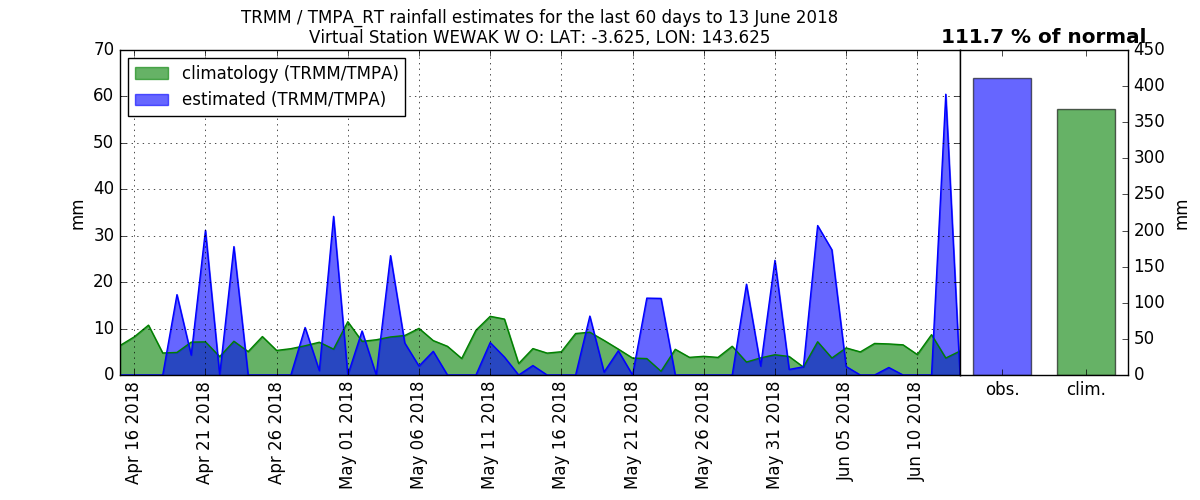 TRMM / TMPA_RT rainfall estimates for the last 60 days to 13 June 2018
Virtual Station WEWAK W O: LAT: -3.625, LON: 143.625
111.7 % of normal
climatology (TRMM/TMPA)
estimated (TRMM/TMPA)
70
60
50
40
30
20
10
0
mm
Apr 16 2018
Apr 21 2018
Apr 26 2018
May 01 2018
May 06 2018
May 11 2018
May 16 2018
May 21 2018
May 26 2018
May 31 2018
Jun 05 2018
Jun 10 2018
obs.
clim.
450
400
350
300
250
200
150
100
50
0
mm